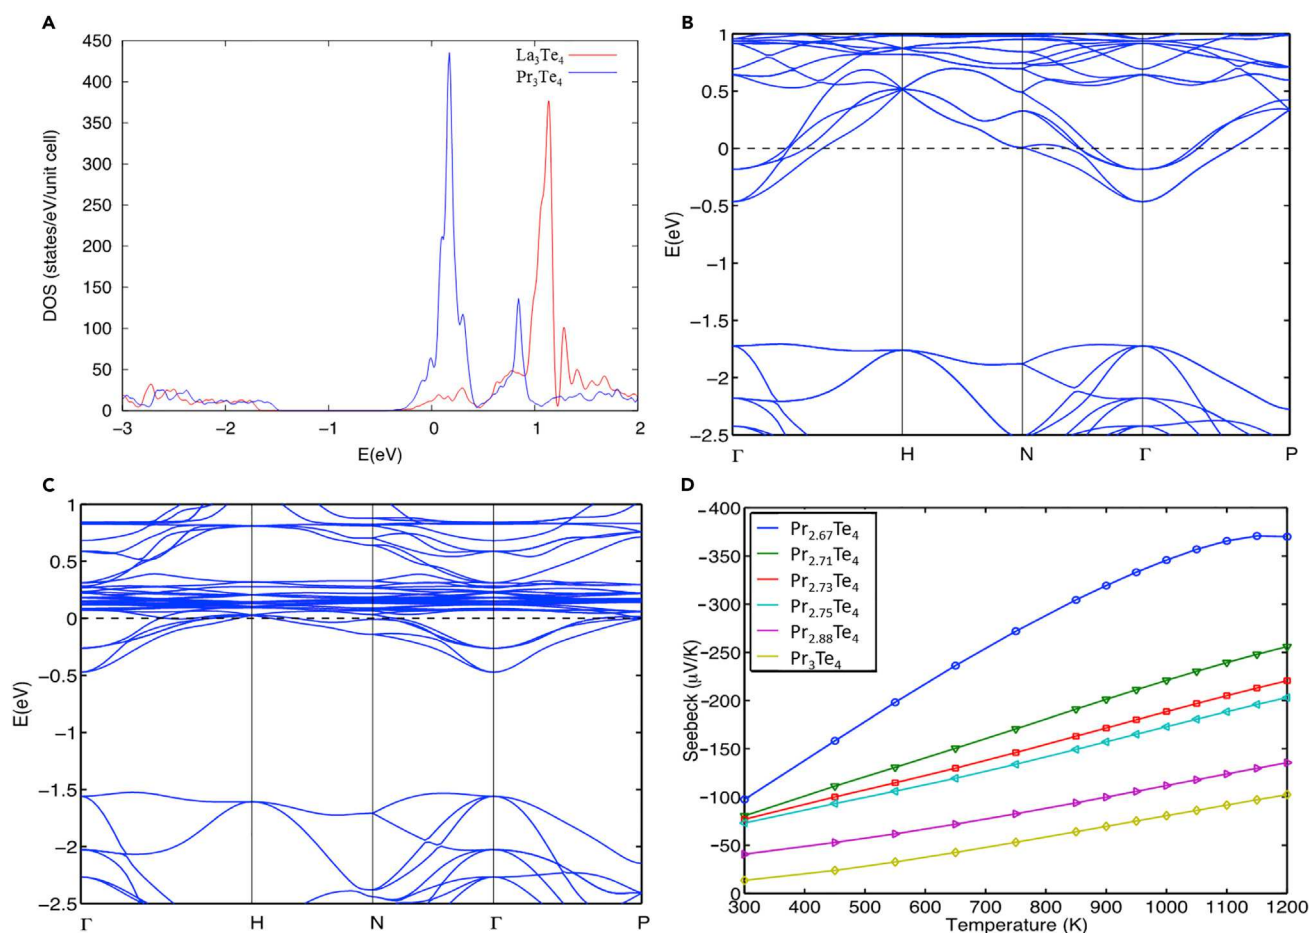 A
450
400
350
300
250
200
150
100
50
0
DOS (states/eV/unit cell)
La3Te4
Pr3Te4
−3
−2
−1
0
1
2
E(eV)
B
1
0.5
0
−0.5
−1
−1.5
−2
−2.5
E(eV)
Γ
H
N
Γ
P
C
1
0.5
0
−0.5
−1
−1.5
−2
−2.5
E(eV)
Γ
H
N
Γ
P
D
−400
−350
−300
−250
−200
−150
−100
−50
0
Seebeck (μV/K)
Pr2.67Te4
Pr2.71Te4
Pr2.73Te4
Pr2.75Te4
Pr2.88Te4
Pr3Te4
300 400 500 600 700 800 900 1000 1100 1200
Temperature (K)